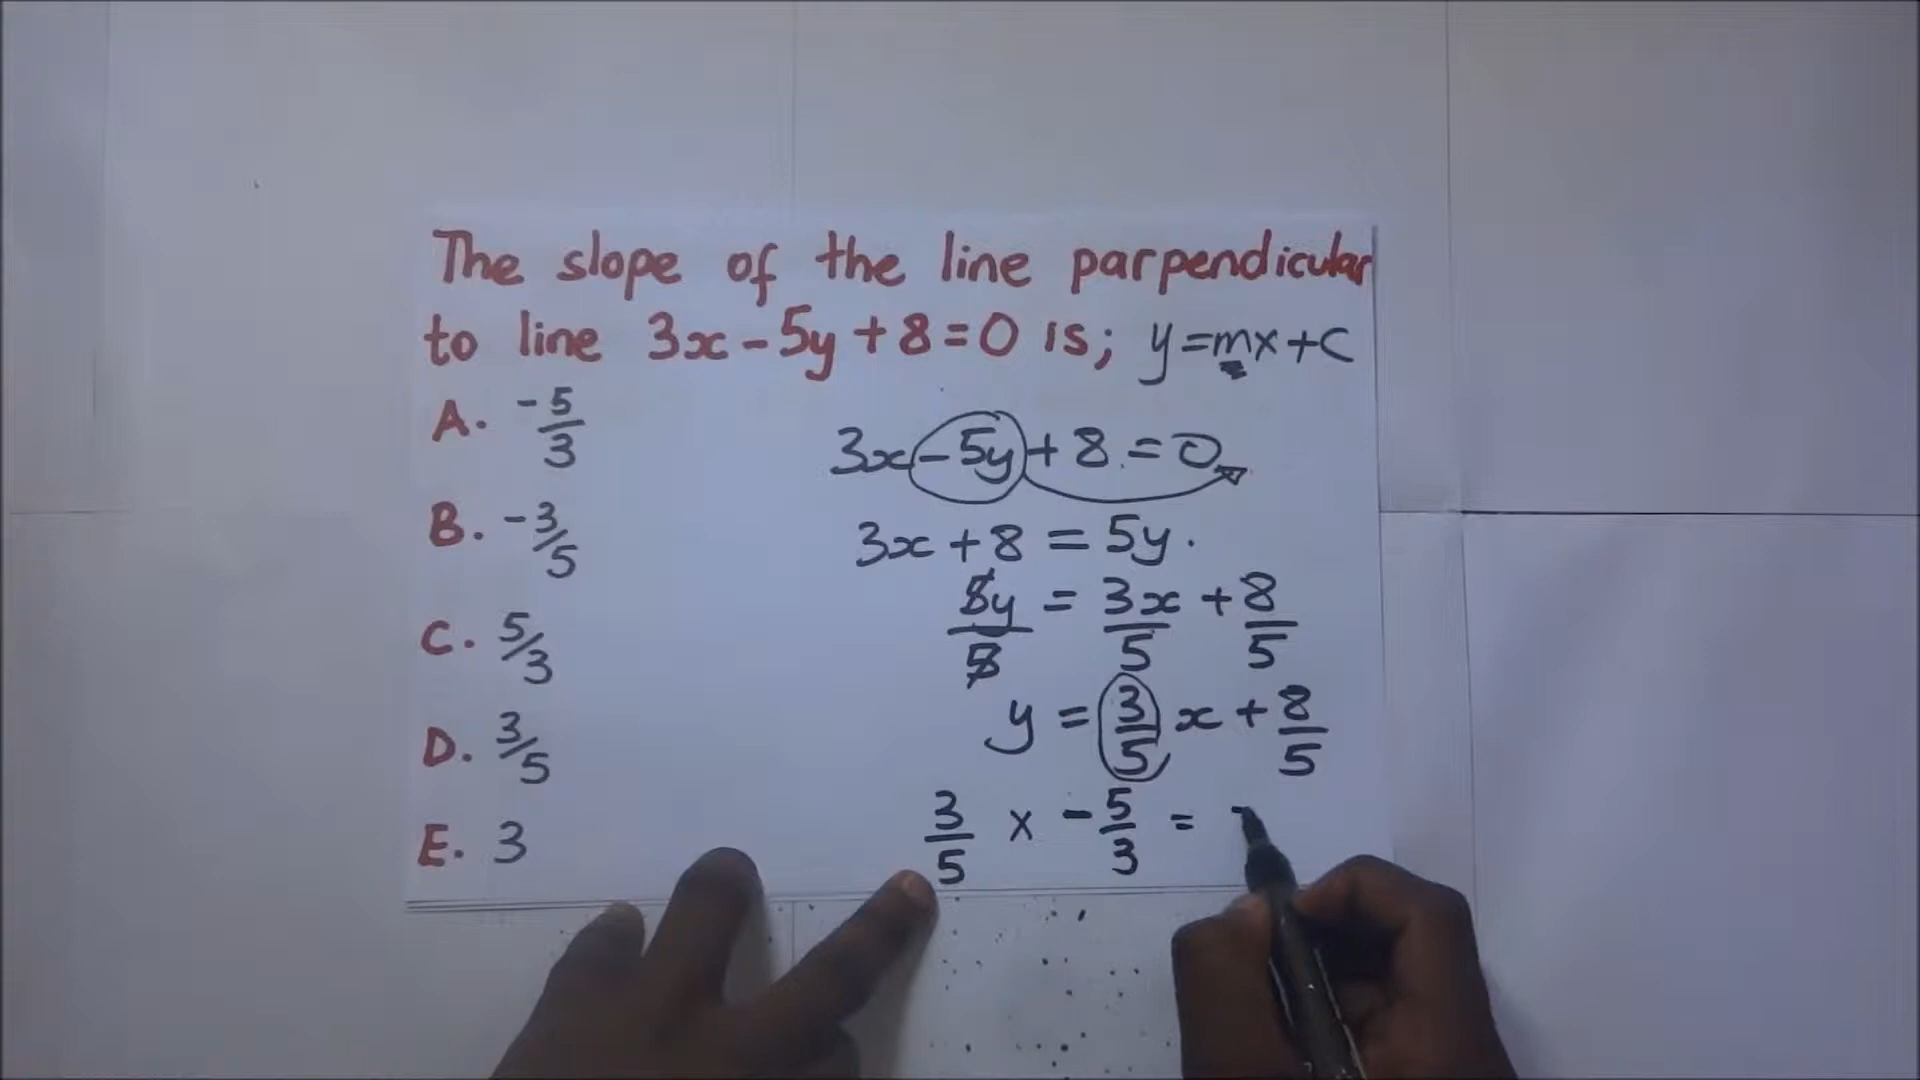 The slope of the line parpendicular
to line 3x - 5y + 8 = 0 is; y = mx + c
A. -5/3
B. -3/5
C. 5/3
D. 3/5
E. 3
3x - 5y + 8 = 0
3x + 8 = 5y.
5y/5 = 3x/5 + 8/5
y = 3/5 x + 8/5
3/5 x -5/3 = -